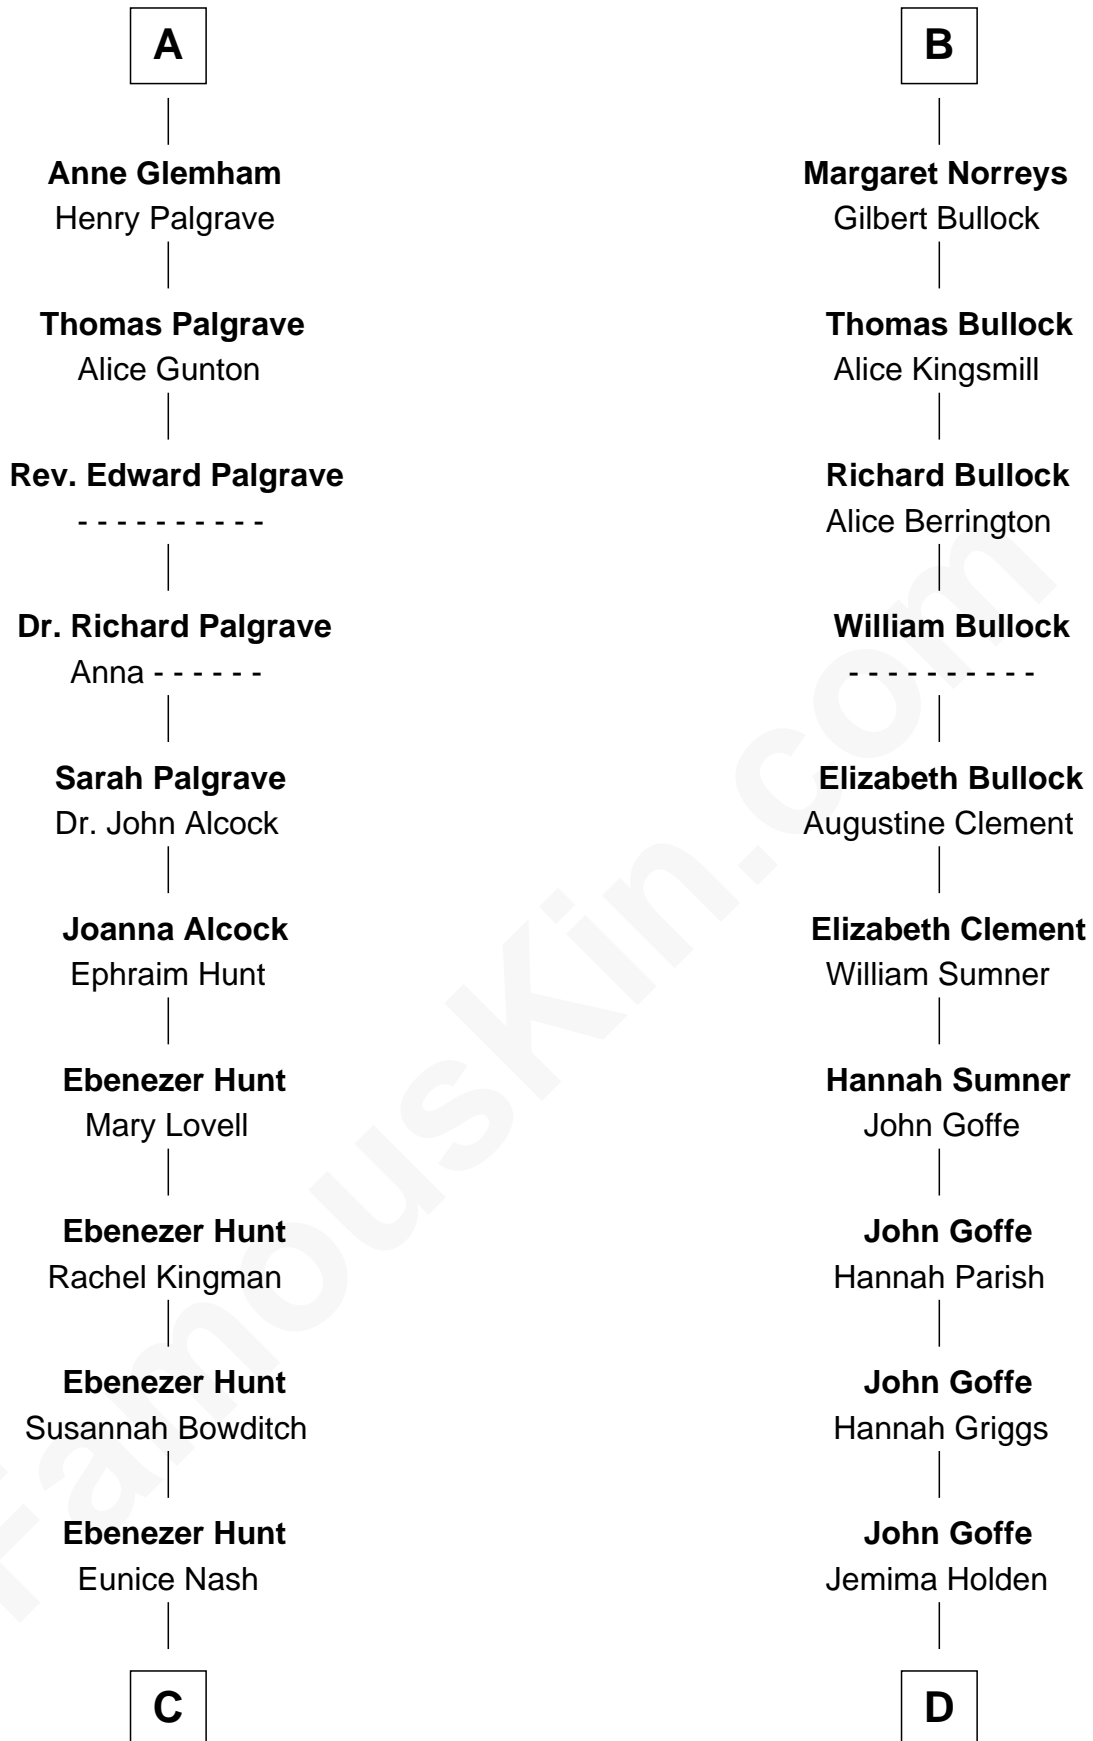 A
Anne Glemham
Henry Palgrave
Thomas Palgrave
Alice Gunton
Rev. Edward Palgrave
- - - - - - - - - -
Dr. Richard Palgrave
Anna - - - - - -
Sarah Palgrave
Dr. John Alcock
Joanna Alcock
Ephraim Hunt
Ebenezer Hunt
Mary Lovell
Ebenezer Hunt
Rachel Kingman
Ebenezer Hunt
Susannah Bowditch
Ebenezer Hunt
Eunice Nash
C
B
Margaret Norreys
Gilbert Bullock
Thomas Bullock
Alice Kingsmill
Richard Bullock
Alice Berrington
William Bullock
- - - - - - - - - -
Elizabeth Bullock
Augustine Clement
Elizabeth Clement
William Sumner
Hannah Sumner
John Goffe
John Goffe
Hannah Parish
John Goffe
Hannah Griggs
John Goffe
Jemima Holden
D
FamousKin.com